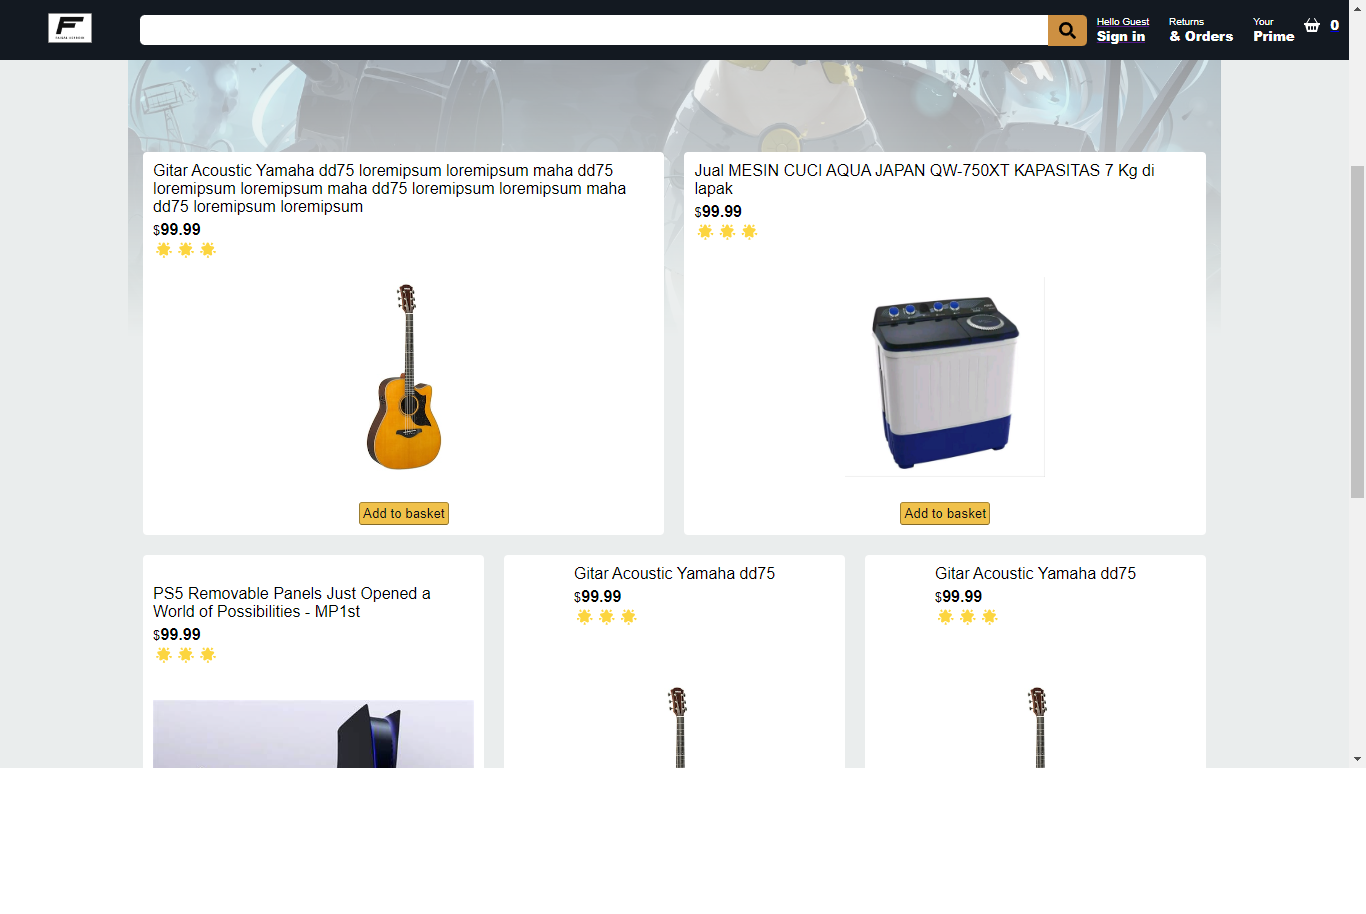 F
Hello Guest
Sign in
Returns
& Orders
Your
Prime
0
Gitar Acoustic Yamaha dd75 loremipsum loremipsum maha dd75
loremipsum loremipsum maha dd75 loremipsum loremipsum maha
dd75 loremipsum loremipsum
$99.99
Add to basket
Jual MESIN CUCI AQUA JAPAN QW-750XT KAPASITAS 7 Kg di
lapak
$99.99
Add to basket
PS5 Removable Panels Just Opened a
World of Possibilities - MP1st
$99.99
Gitar Acoustic Yamaha dd75
$99.99
Gitar Acoustic Yamaha dd75
$99.99